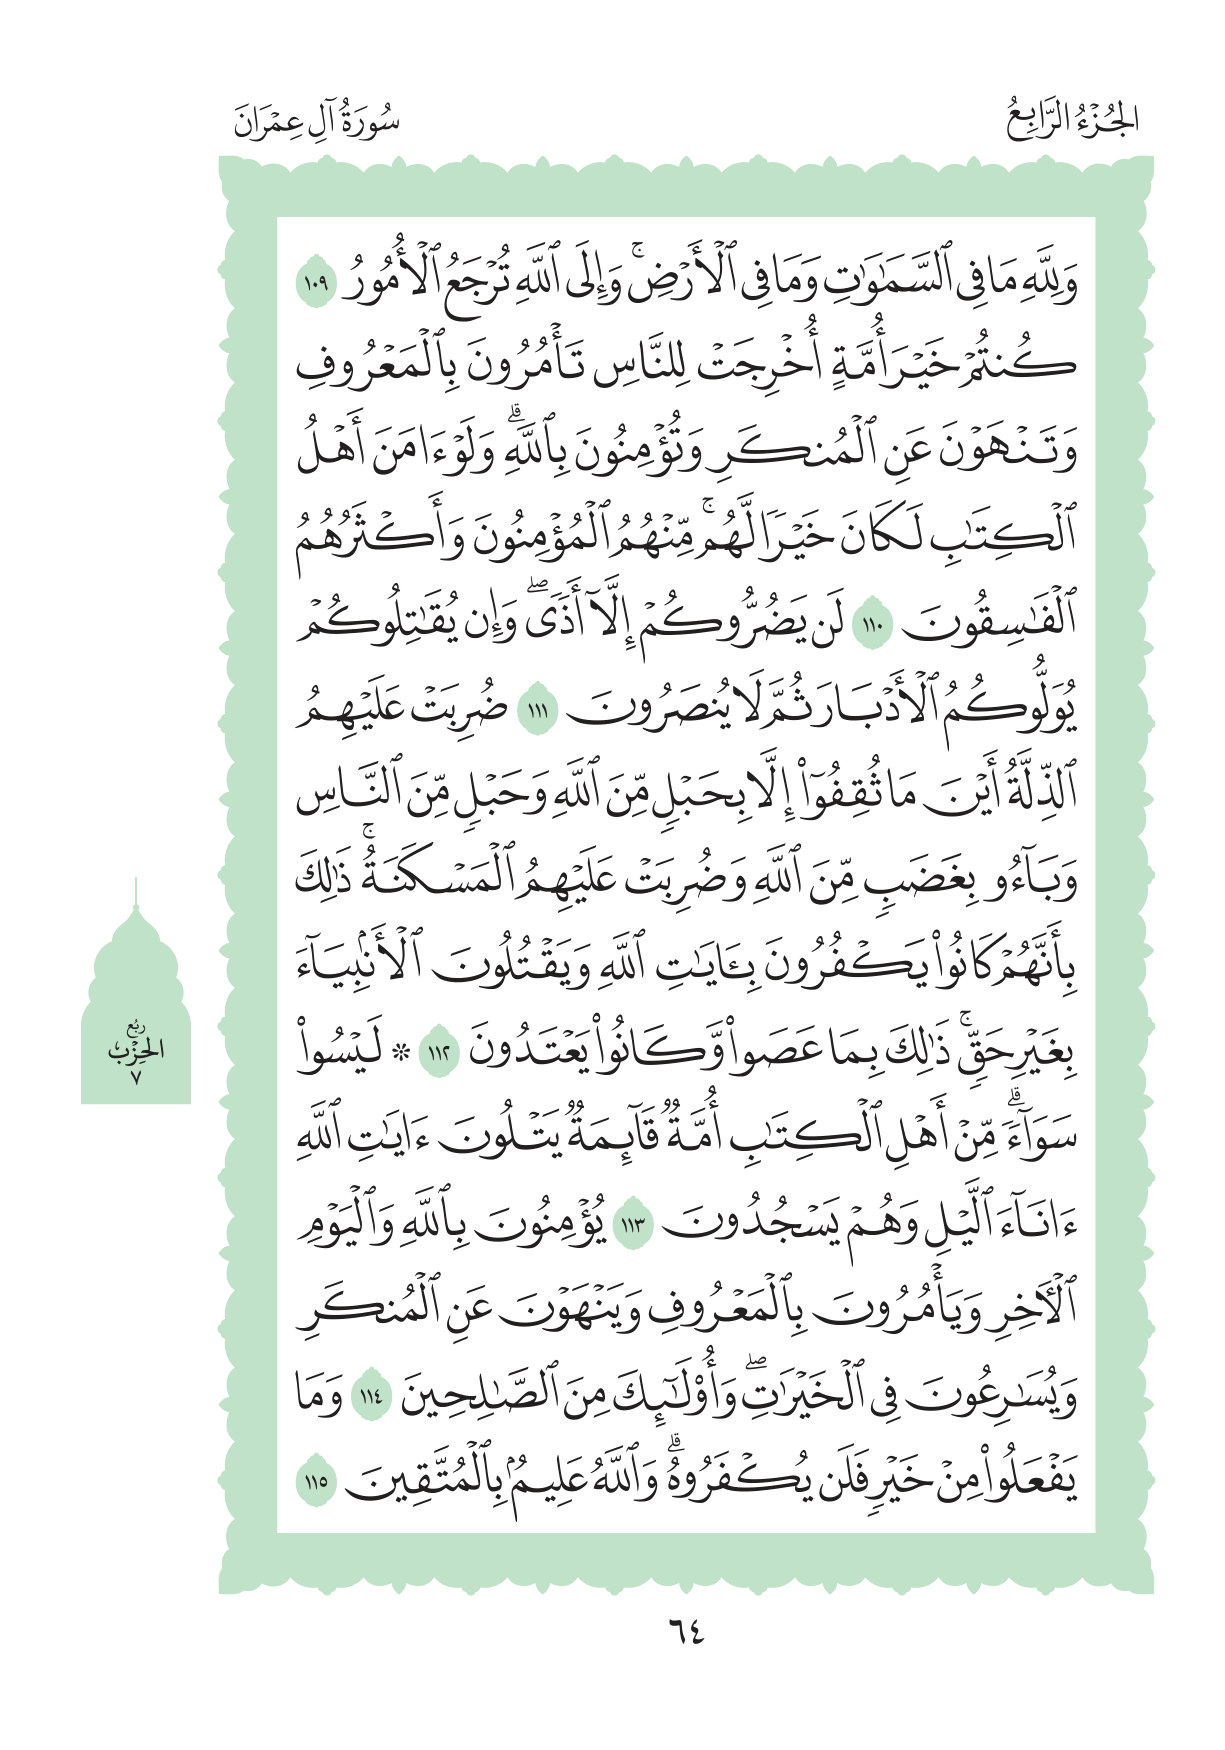 الجُزْءُ الرَّابِعُ
سُورَةُ آلِ عِمْرَانَ
وَلِلَّهِ مَا فِي ٱلسَّمَٰوَٰتِ وَمَا فِي ٱلْأَرْضِۚ وَإِلَى ٱللَّهِ تُرْجَعُ ٱلْأُمُورُ ١٠٩
كُنتُمْ خَيْرَ أُمَّةٍ أُخْرِجَتْ لِلنَّاسِ تَأْمُرُونَ بِٱلْمَعْرُوفِ
وَتَنْهَوْنَ عَنِ ٱلْمُنكَرِ وَتُؤْمِنُونَ بِٱللَّهِۗ وَلَوْ ءَامَنَ أَهْلُ
ٱلْكِتَٰبِ لَكَانَ خَيْرًا لَّهُمۚ مِّنْهُمُ ٱلْمُؤْمِنُونَ وَأَكْثَرُهُمُ
ٱلْفَٰسِقُونَ ١١٠ لَن يَضُرُّوكُمْ إِلَّآ أَذًىۖ وَإِن يُقَٰتِلُوكُمْ
يُوَلُّوكُمُ ٱلْأَدْبَارَ ثُمَّ لَا يُنصَرُونَ ١١١ ضُرِبَتْ عَلَيْهِمُ
ٱلذِّلَّةُ أَيْنَ مَا ثُقِفُوٓاْ إِلَّا بِحَبْلٍ مِّنَ ٱللَّهِ وَحَبْلٍ مِّنَ ٱلنَّاسِ
وَبَآءُو بِغَضَبٍ مِّنَ ٱللَّهِ وَضُرِبَتْ عَلَيْهِمُ ٱلْمَسْكَنَةُۚ ذَٰلِكَ
بِأَنَّهُمْ كَانُواْ يَكْفُرُونَ بِـَٔايَٰتِ ٱللَّهِ وَيَقْتُلُونَ ٱلْأَنۢبِيَآءَ
بِغَيْرِ حَقٍّۚ ذَٰلِكَ بِمَا عَصَواْ وَّكَانُواْ يَعْتَدُونَ ١١٢ * لَيْسُواْ
سَوَآءًۗ مِّنْ أَهْلِ ٱلْكِتَٰبِ أُمَّةٌ قَآئِمَةٌ يَتْلُونَ ءَايَٰتِ ٱللَّهِ
ءَانَآءَ ٱلَّيْلِ وَهُمْ يَسْجُدُونَ ١١٣ يُؤْمِنُونَ بِٱللَّهِ وَٱلْيَوْمِ
ٱلْأٓخِرِ وَيَأْمُرُونَ بِٱلْمَعْرُوفِ وَيَنْهَوْنَ عَنِ ٱلْمُنكَرِ
وَيُسَٰرِعُونَ فِي ٱلْخَيْرَٰتِۖ وَأُوْلَٰٓئِكَ مِنَ ٱلصَّٰلِحِينَ ١١٤ وَمَا
يَفْعَلُواْ مِنْ خَيْرٍ فَلَن يُكْفَرُوهُۗ وَٱللَّهُ عَلِيمُۢ بِٱلْمُتَّقِينَ ١١٥
رُبُع
الحِزْبُ
٧
٦٤